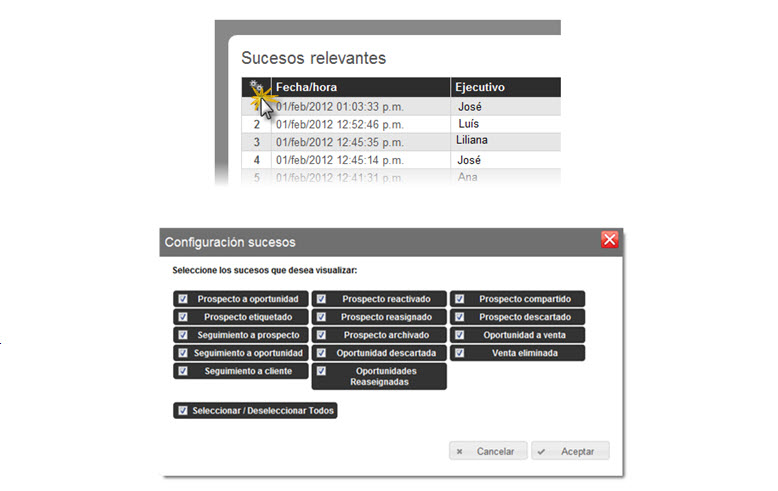 Sucesos relevantes
Fecha/hora Ejecutivo
1 01/feb/2012 01:03:33 p.m. José
2 01/feb/2012 12:52:46 p.m. Luís
3 01/feb/2012 12:45:35 p.m. Liliana
4 01/feb/2012 12:45:14 p.m. José
5 01/feb/2012 12:41:31 p.m. Ana
Configuración sucesos
Seleccione los sucesos que desea visualizar:
Prospecto a oportunidad Prospecto reactivado Prospecto compartido
Prospecto etiquetado Prospecto reasignado Prospecto descartado
Seguimiento a prospecto Prospecto archivado Oportunidad a venta
Seguimiento a oportunidad Oportunidad descartada Venta eliminada
Seguimiento a cliente Oportunidades
Reaseignadas
Seleccionar / Deseleccionar Todos
Cancelar Aceptar